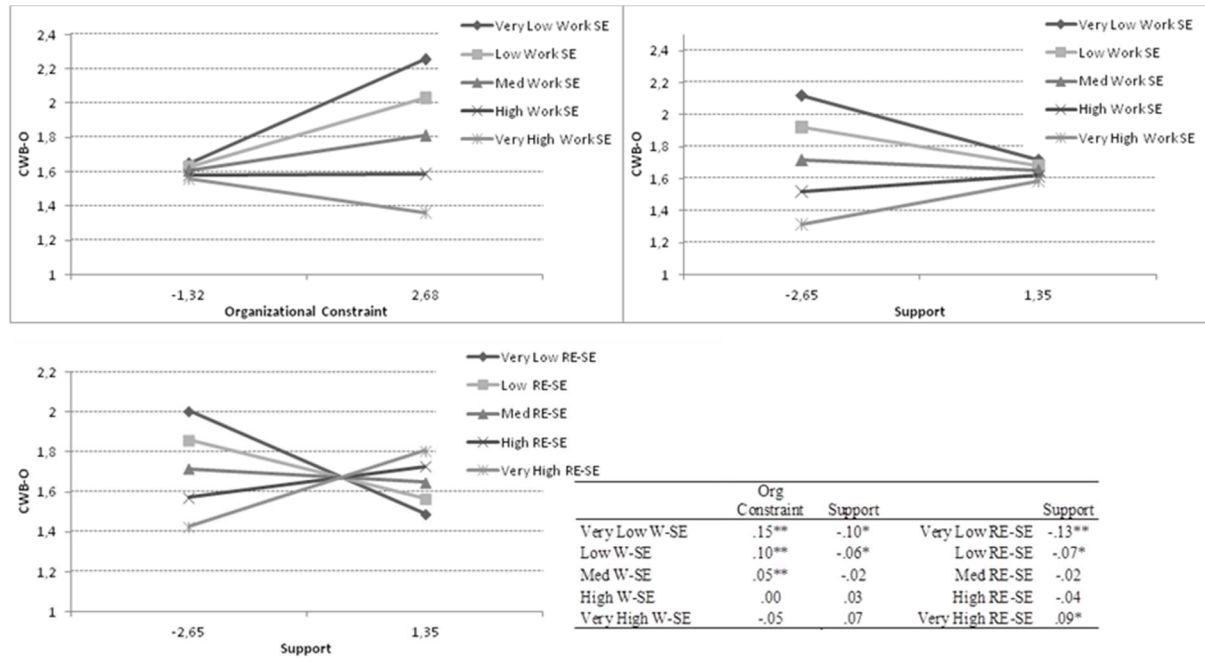 Very Low Work SE
Low Work SE
Med Work SE
High Work SE
Very High Work SE
CWB-O
2,4
2,2
2
1,8
1,6
1,4
1,2
1
-1,32 2,68
Organizational Constraint
Very Low Work SE
Low Work SE
Med Work SE
High Work SE
Very High Work SE
CWB-O
2,4
2,2
2
1,8
1,6
1,4
1,2
1
-2,65 1,35
Support
Very Low RE-SE
Low RE-SE
Med RE-SE
High RE-SE
Very High RE-SE
CWB-O
2,2
2
1,8
1,6
1,4
1,2
1
-2,65 1,35
Support
Org
Constraint Support Support
Very Low W-SE .15** -.10* Very Low RE-SE -.13**
Low W-SE .10** -.06* Low RE-SE -.07*
Med W-SE .05** -.02 Med RE-SE -.02
High W-SE .00 .03 High RE-SE -.04
Very High W-SE -.05 .07 Very High RE-SE .09*